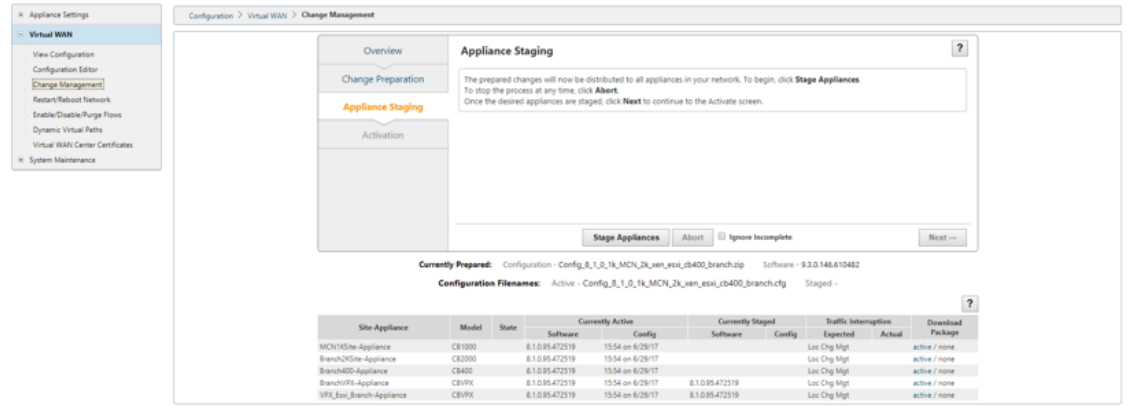 Appliance Settings
Virtual WAN
View Configuration
Configuration Editor
Change Management
Restart/Reboot Network
Enable/Disable/Purge Flows
Dynamic Virtual Paths
Virtual WAN Center Certificates
System Maintenance
Configuration > Virtual WAN > Change Management
Overview
Change Preparation
Appliance Staging
Activation
Appliance Staging
?
The prepared changes will now be distributed to all appliances in your network. To begin, click Stage Appliances.
To stop the process at any time, click Abort.
Once the desired appliances are staged, click Next to continue to the Activate screen.
Stage Appliances Abort Ignore Incomplete Next →
Currently Prepared: Configuration - Config_8_1_0_1k_MCN_2k_xen_esxi_cb400_branch.zip Software - 9.3.0.146.610482
Configuration Filenames: Active - Config_8_1_0_1k_MCN_2k_xen_esxi_cb400_branch.cfg Staged -
?
Site-Appliance Model State Currently Active Currently Staged Traffic Interruption Download Package
Software Config Software Config Expected Actual
MCN1KSite-Appliance CB1000 8.1.0.95.472519 15:54 on 6/29/17 Loc Chg Mgt active / none
Branch2KSite-Appliance CB2000 8.1.0.95.472519 15:54 on 6/29/17 Loc Chg Mgt active / none
Branch400-Appliance CB400 8.1.0.95.472519 15:54 on 6/29/17 Loc Chg Mgt active / none
BranchVPX-Appliance CBVPX 8.1.0.95.472519 15:54 on 6/29/17 8.1.0.95.472519 Loc Chg Mgt active / none
VPX_Esxi_Branch-Appliance CBVPX 8.1.0.95.472519 15:54 on 6/29/17 8.1.0.95.472519 Loc Chg Mgt active / none